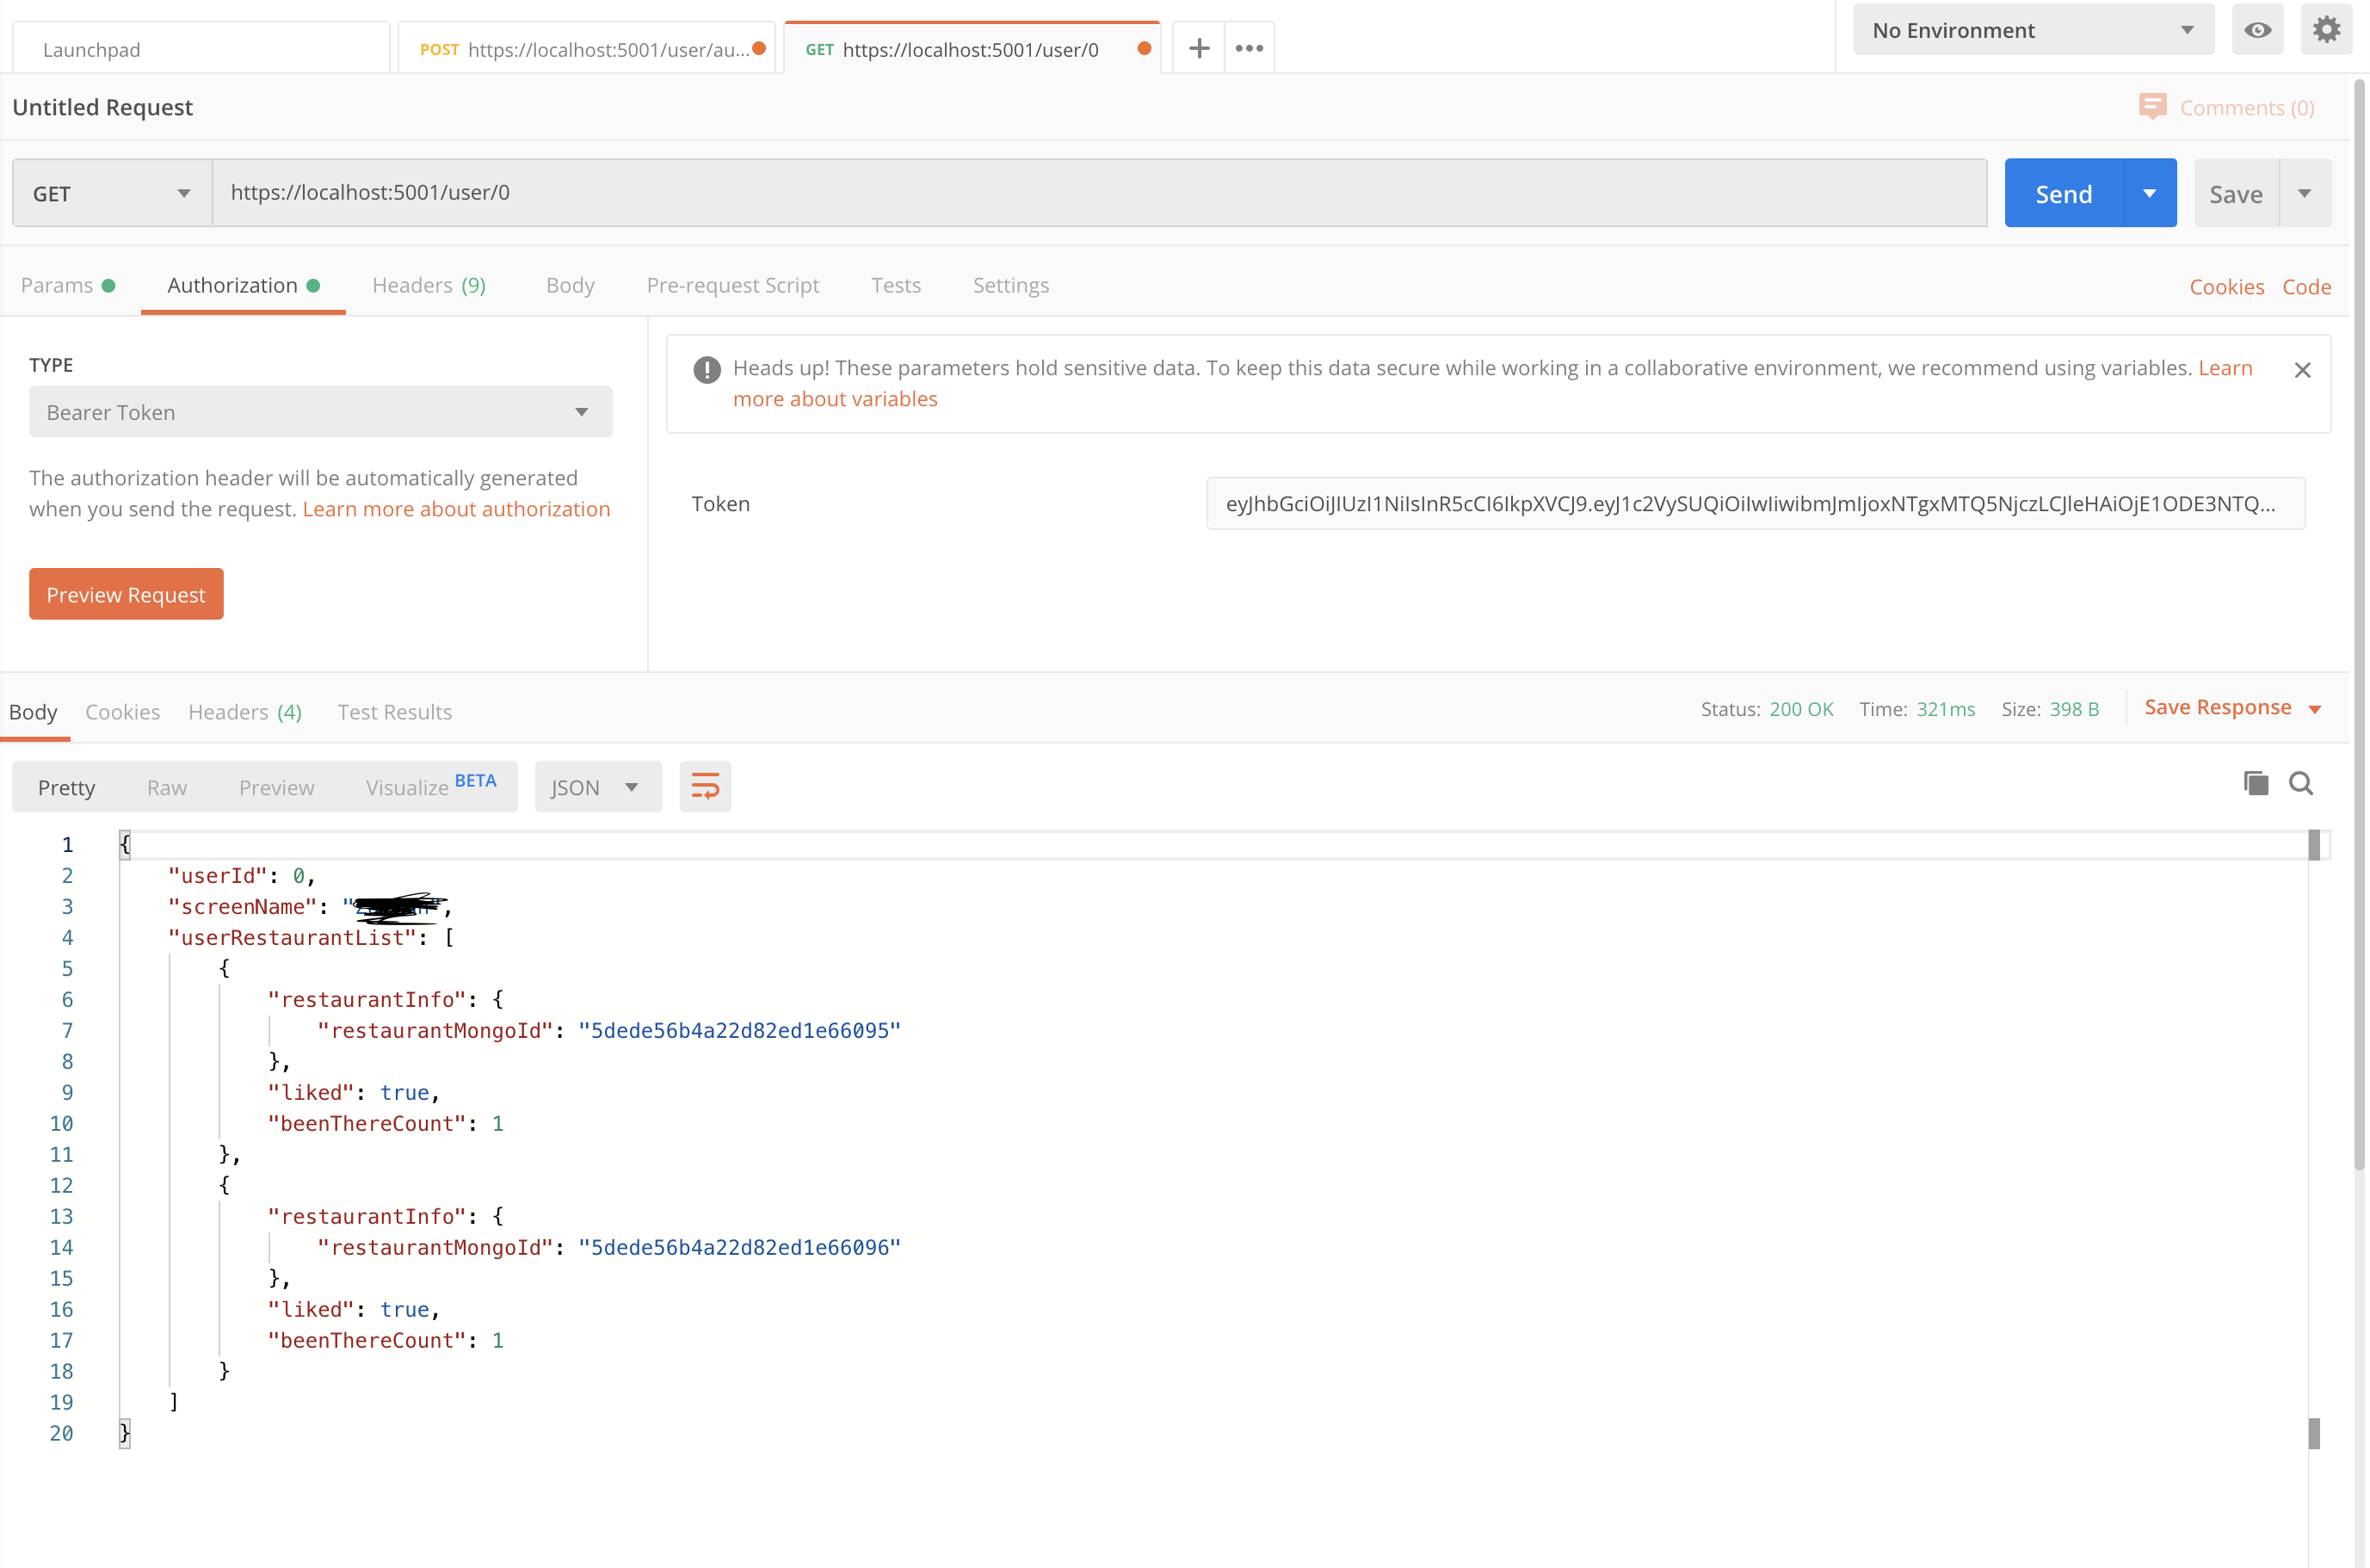 Launchpad
POST https://localhost:5001/user/au...
GET https://localhost:5001/user/0
No Environment
Untitled Request
Comments (0)
GET
https://localhost:5001/user/0
Send
Save
Params
Authorization
Headers (9)
Body
Pre-request Script
Tests
Settings
Cookies
Code
TYPE
Bearer Token
The authorization header will be automatically generated
when you send the request. Learn more about authorization
Preview Request
Heads up! These parameters hold sensitive data. To keep this data secure while working in a collaborative environment, we recommend using variables. Learn
more about variables
Token
eyJhbGciOiJIUzI1NiIsInR5cCI6IkpXVCJ9.eyJ1c2VySUQiOiIwIiwibmJmIjoxNTgxMTQ5NjczLCJleHAiOjE1ODE3NTQ...
Body
Cookies
Headers (4)
Test Results
Status: 200 OK
Time: 321ms
Size: 398 B
Save Response
Pretty
Raw
Preview
Visualize BETA
JSON
1 {
2 "userId": 0,
3 "screenName": "",
4 "userRestaurantList": [
5 {
6 "restaurantInfo": {
7 "restaurantMongoId": "5dede56b4a22d82ed1e66095"
8 },
9 "liked": true,
10 "beenThereCount": 1
11 },
12 {
13 "restaurantInfo": {
14 "restaurantMongoId": "5dede56b4a22d82ed1e66096"
15 },
16 "liked": true,
17 "beenThereCount": 1
18 }
19 ]
20 }